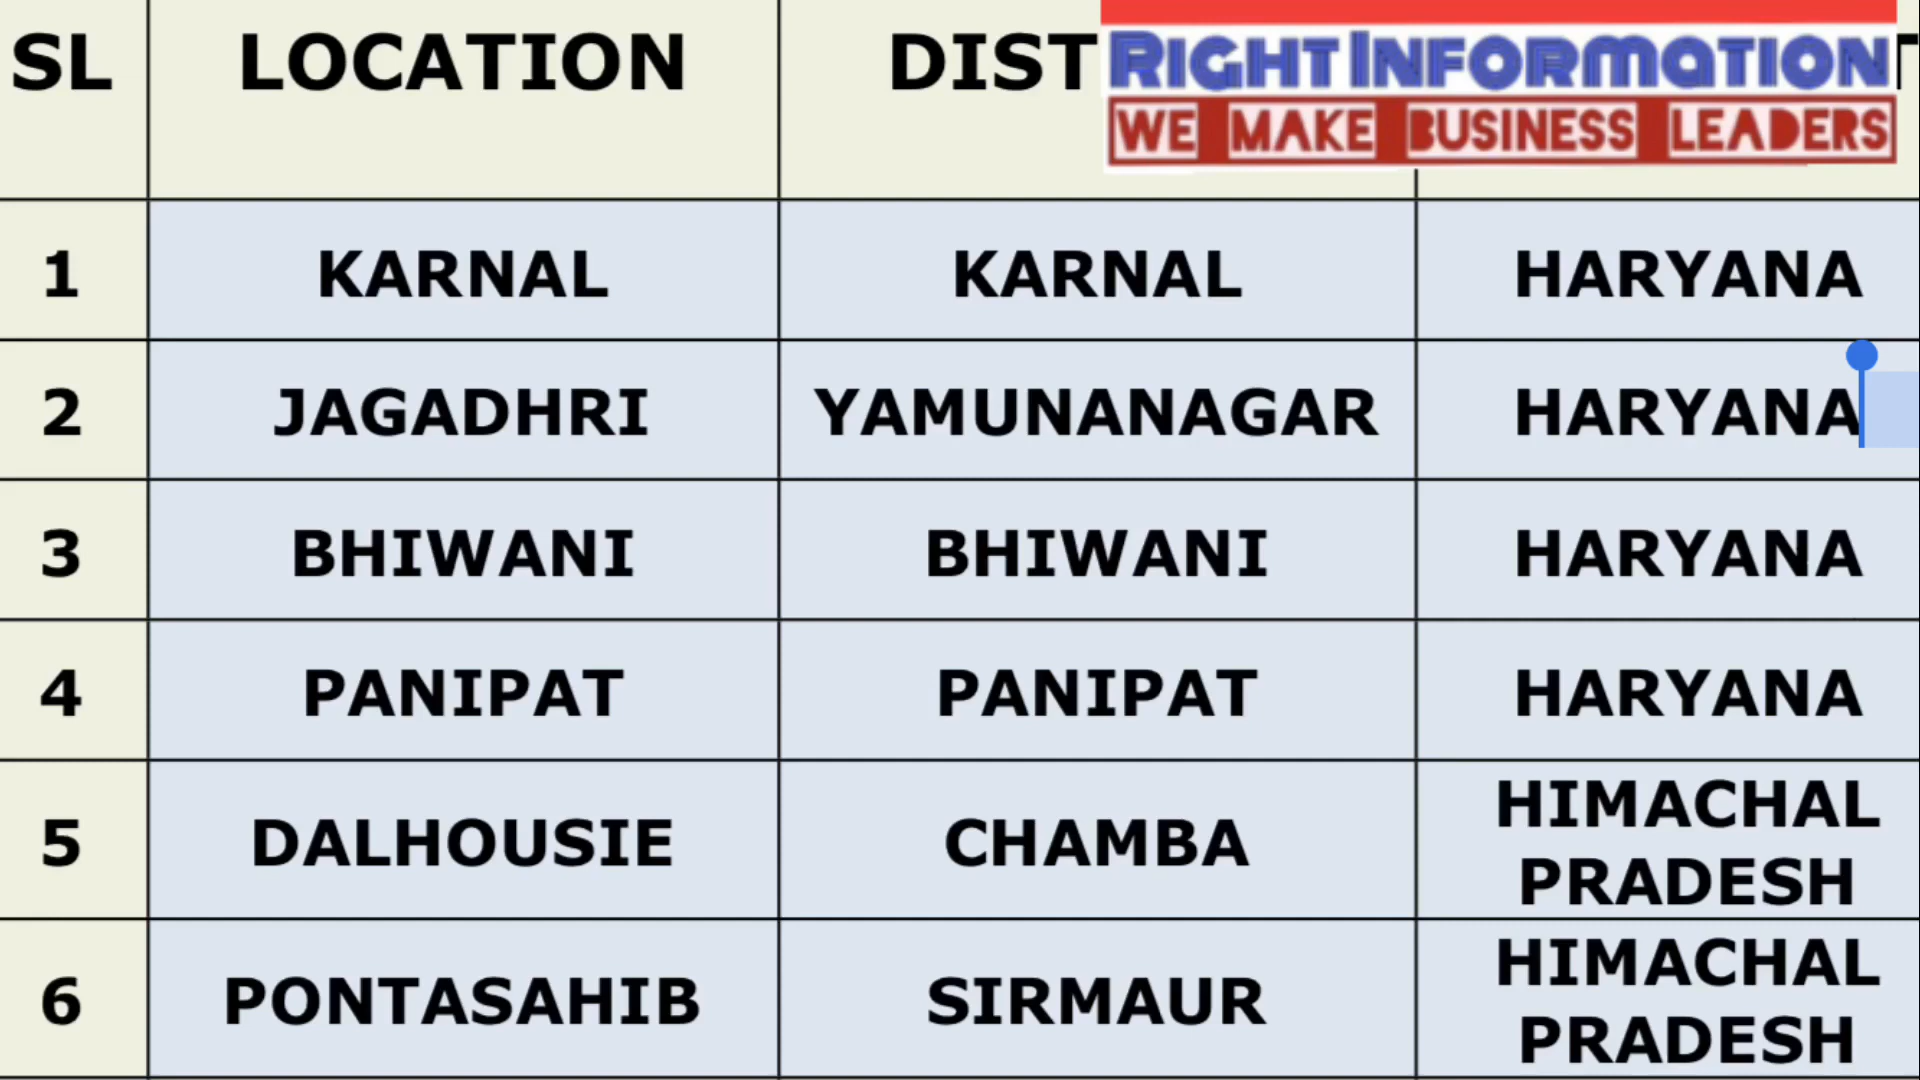 SL LOCATION DIST
RIGHT INFORMATION
WE MAKE BUSINESS LEADERS
1 KARNAL KARNAL HARYANA
2 JAGADHRI YAMUNANAGAR HARYANA
3 BHIWANI BHIWANI HARYANA
4 PANIPAT PANIPAT HARYANA
5 DALHOUSIE CHAMBA HIMACHAL
PRADESH
6 PONTASAHIB SIRMAUR HIMACHAL
PRADESH